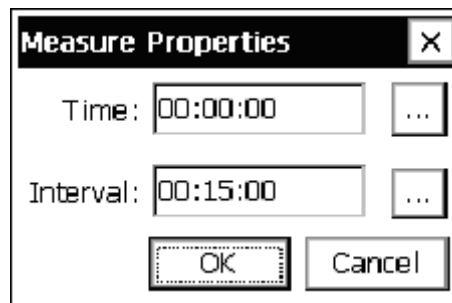 Measure Properties
Time: 00:00:00 ...
Interval: 00:15:00 ...
OK Cancel